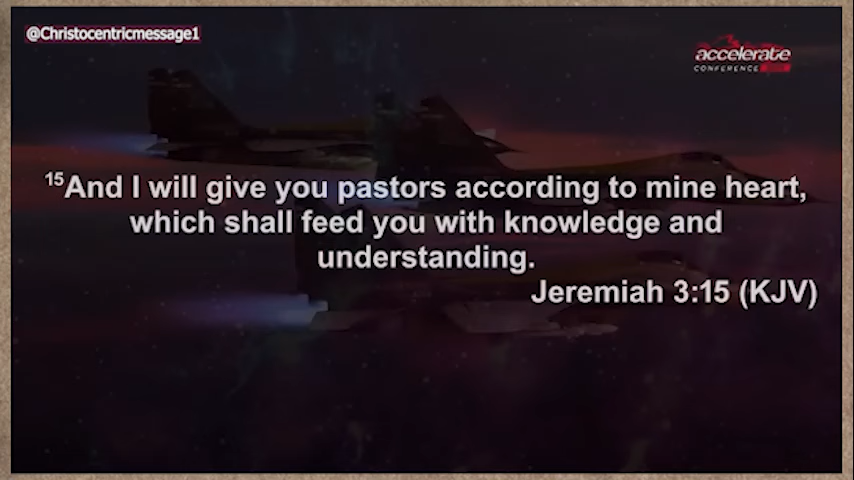 @Christocentricmessage1
accelerate
CONFERENCE
15And I will give you pastors according to mine heart,
which shall feed you with knowledge and
understanding.
Jeremiah 3:15 (KJV)